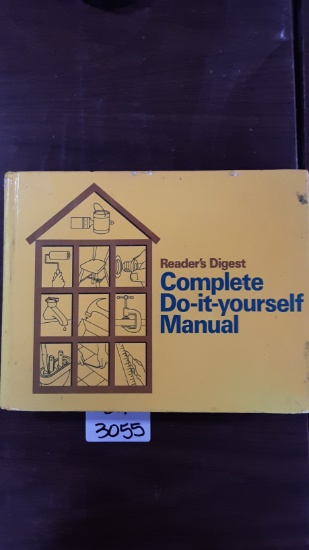 Reader's Digest
Complete
Do-it-yourself
Manual
3055